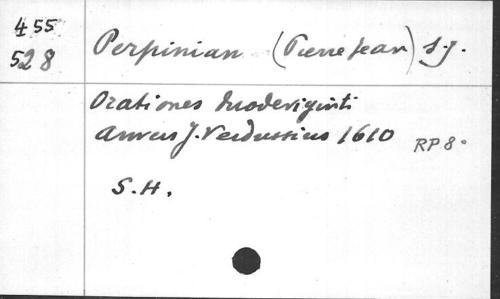 455
528
Perpinian (Pierre Jean) S.J.
Orationes duodeviginti
Anvers J. Verdussius 1610
RP 8°
S.H.